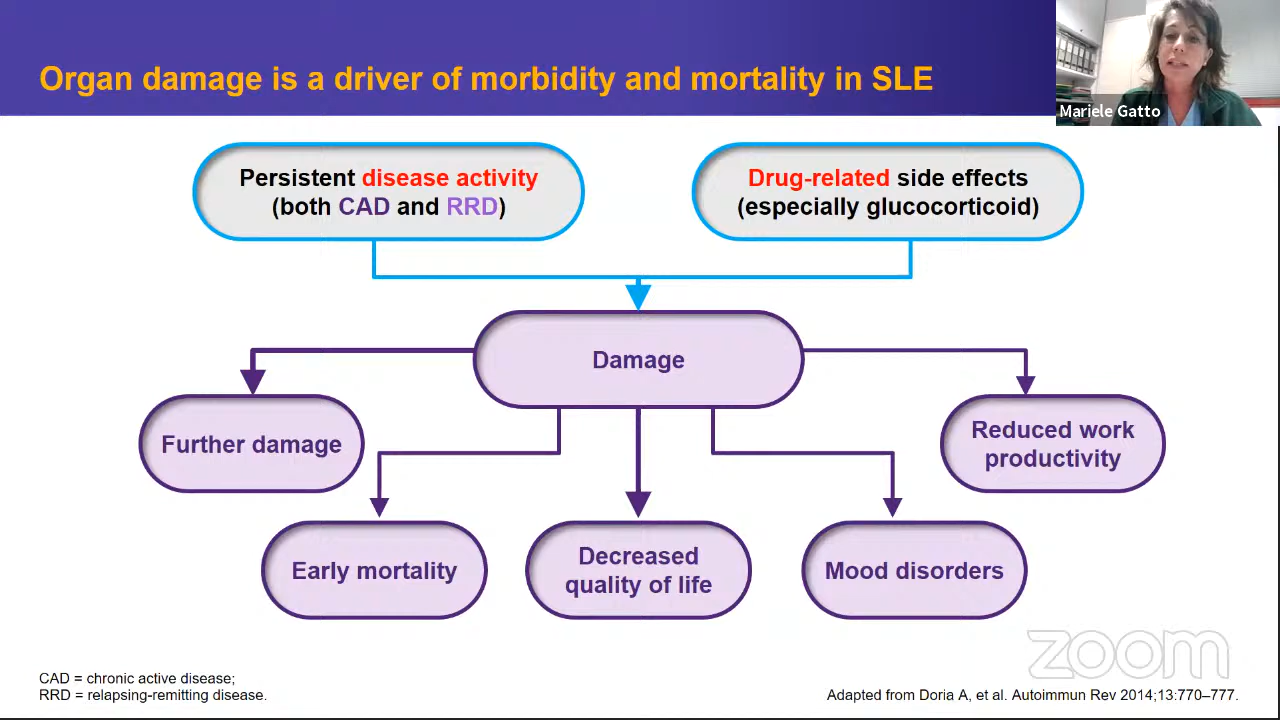 Organ damage is a driver of morbidity and mortality in SLE
Mariele Gatto
Persistent disease activity
(both CAD and RRD)
Drug-related side effects
(especially glucocorticoid)
Damage
Further damage
Reduced work
productivity
Early mortality
Decreased
quality of life
Mood disorders
zoom
CAD = chronic active disease;
RRD = relapsing-remitting disease.
Adapted from Doria A, et al. Autoimmun Rev 2014;13:770–777.